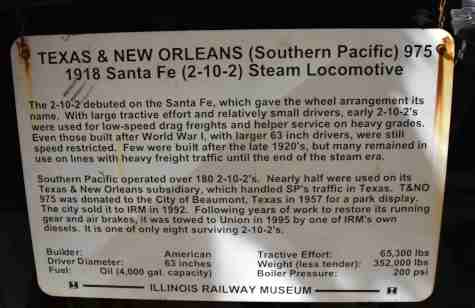 TEXAS & NEW ORLEANS (Southern Pacific) 975
1918 Santa Fe (2-10-2) Steam Locomotive
The 2-10-2 debuted on the Santa Fe, which gave the wheel arrangement its
name. With large tractive effort and relatively small drivers, early 2-10-2's
were used for low-speed drag freights and helper service on heavy grades.
Even those built after World War I, with larger 63 inch drivers, were still
speed restricted. Few were built after the late 1920's, but many remained in
use on lines with heavy freight traffic until the end of the steam era.
Southern Pacific operated over 180 2-10-2's. Nearly half were used on its
Texas & New Orleans subsidiary, which handled SP's traffic in Texas. T&NO
975 was donated to the City of Beaumont, Texas in 1957 for a park display.
The city sold it to IRM in 1992. Following years of work to restore its running
gear and air brakes, it was towed to Union in 1995 by one of IRM's own
diesels. It is one of only eight surviving 2-10-2's.
Builder: American Tractive Effort: 65,300 lbs
Driver Diameter: 63 inches Weight (less tender): 352,000 lbs
Fuel: Oil (4,000 gal. capacity) Boiler Pressure: 200 psi
ILLINOIS RAILWAY MUSEUM